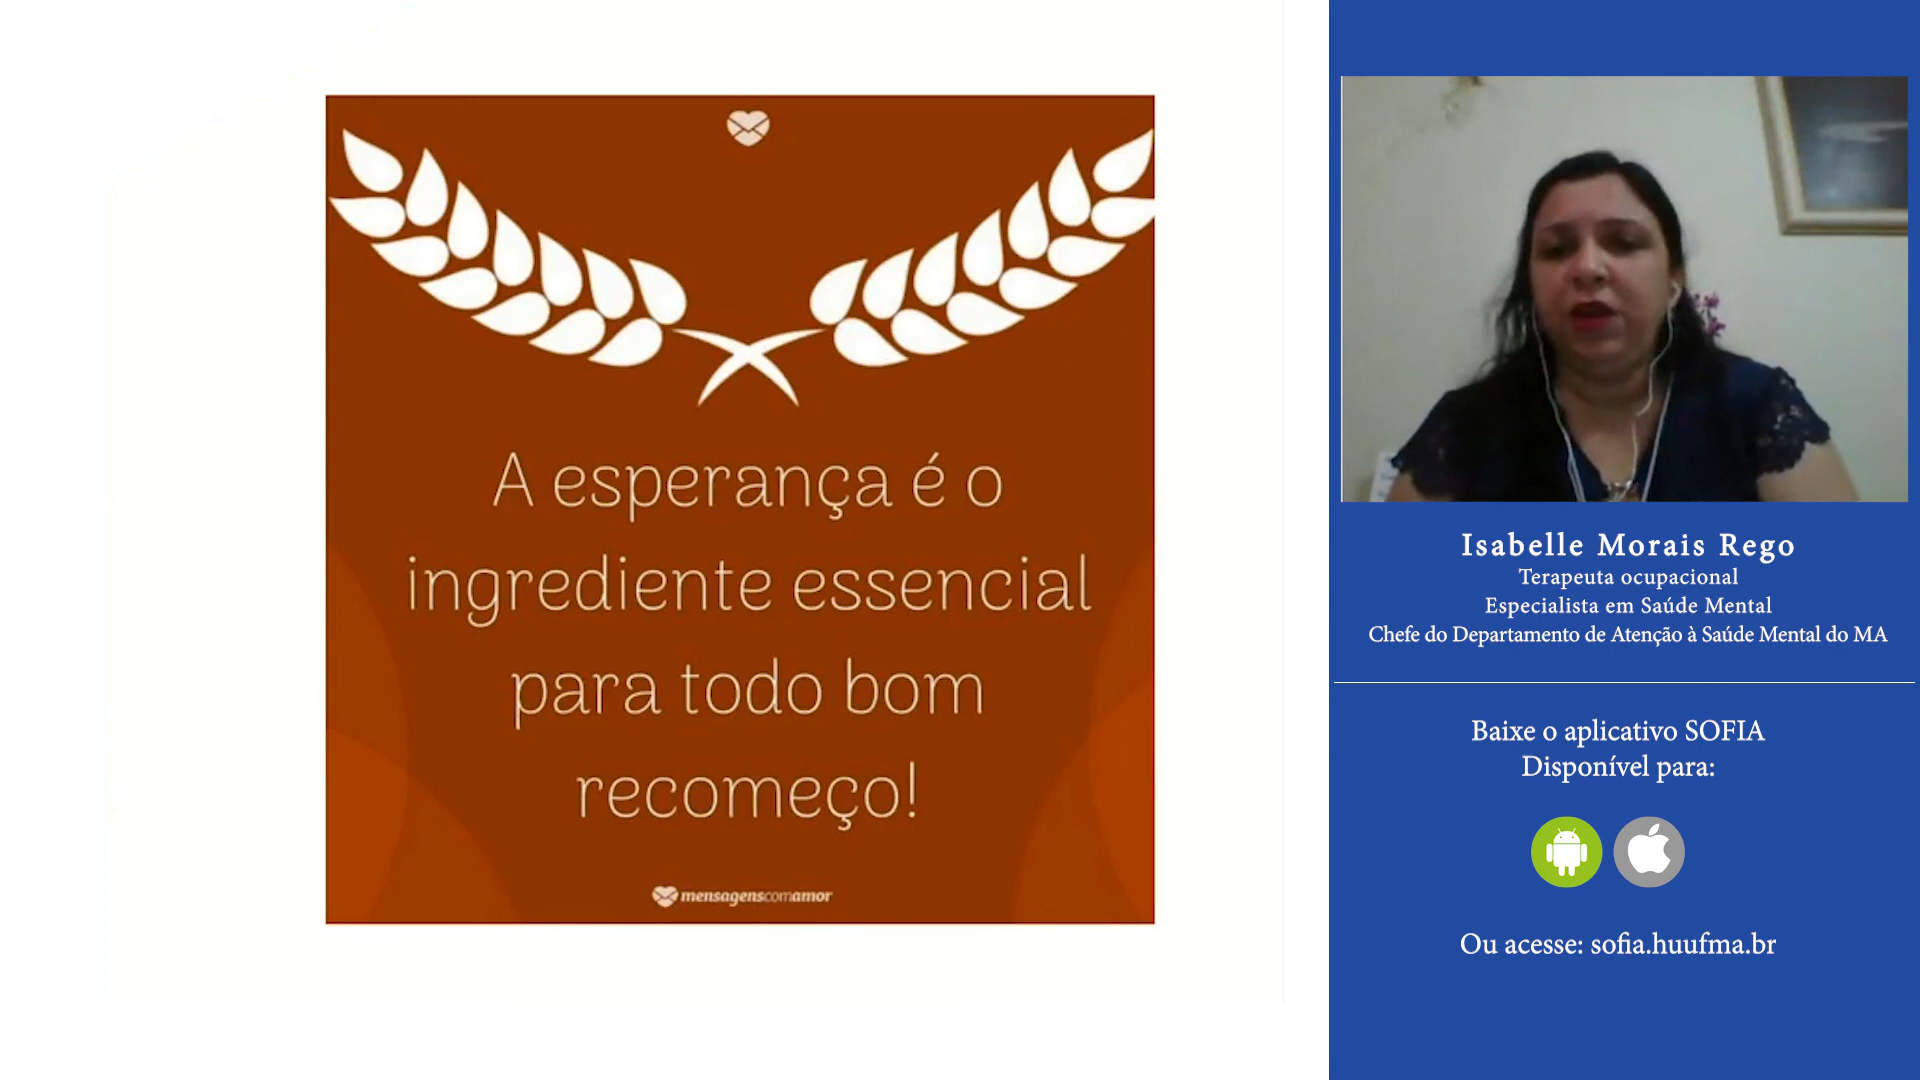 A esperança é o
ingrediente essencial
para todo bom
recomeço!
mensagenscomamor
Isabelle Morais Rego
Terapeuta ocupacional
Especialista em Saúde Mental
Chefe do Departamento de Atenção à Saúde Mental do MA
Baixe o aplicativo SOFIA
Disponível para:
Ou acesse: sofia.huufma.br